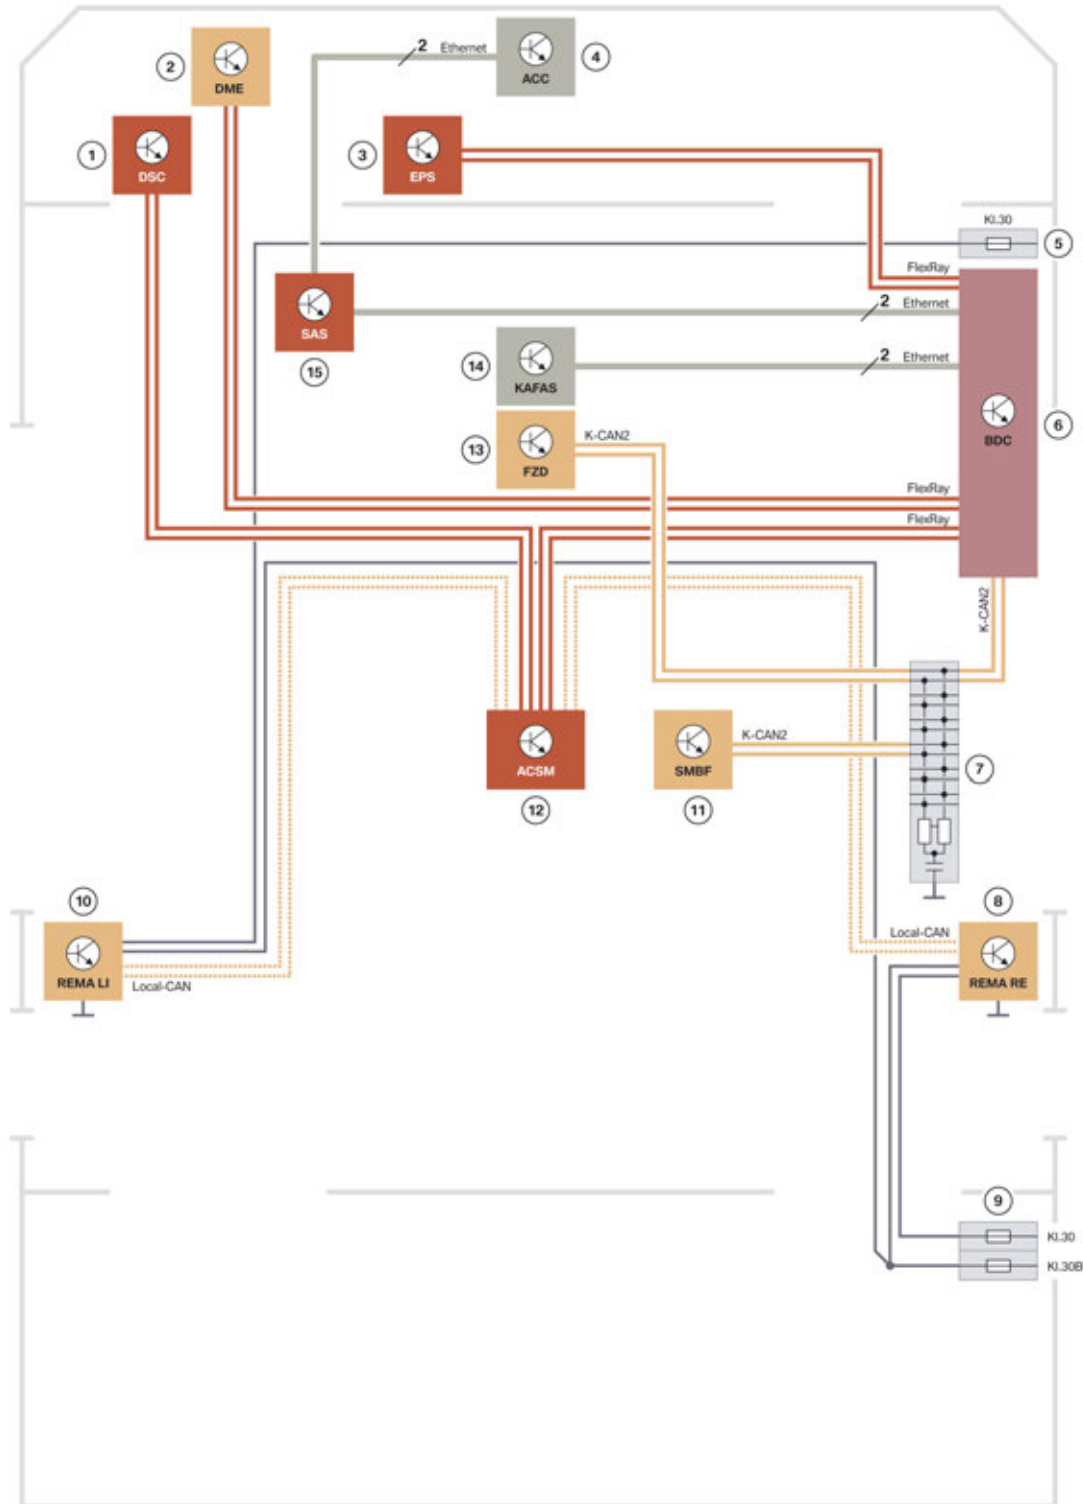 2 Ethernet
ACC
4
2
DME
1
DSC
3
EPS
Kl.30
5
FlexRay
2 Ethernet
SAS
15
2 Ethernet
14
KAFAS
BDC
6
K-CAN2
13
FZD
FlexRay
FlexRay
K-CAN2
ACSM
12
K-CAN2
SMBF
11
7
10
REMA LI
Local-CAN
8
Local-CAN
REMA RE
9
Kl.30
Kl.30B